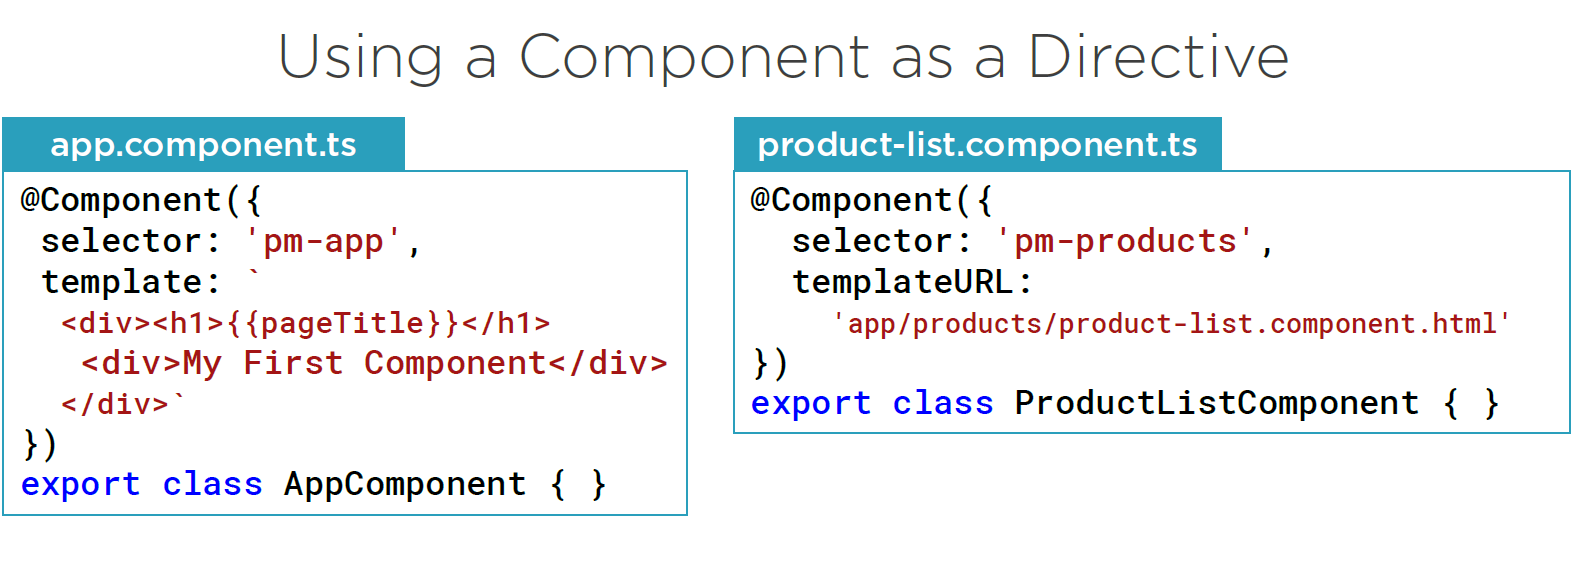 Using a Component as a Directive
app.component.ts
@Component({
 selector: 'pm-app',
 template: `
  <div><h1>{{pageTitle}}</h1>
   <div>My First Component</div>
  </div>`
})
export class AppComponent { }
product-list.component.ts
@Component({
  selector: 'pm-products',
  templateURL:
    'app/products/product-list.component.html'
})
export class ProductListComponent { }